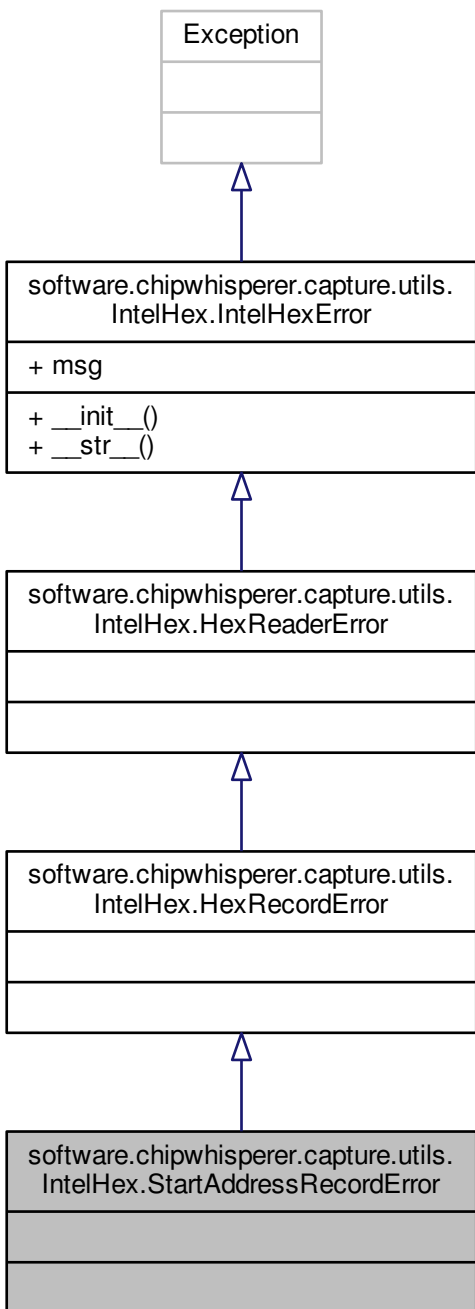 Exception
software.chipwhisperer.capture.utils.
IntelHex.IntelHexError
+ msg
+ __init__()
+ __str__()
software.chipwhisperer.capture.utils.
IntelHex.HexReaderError
software.chipwhisperer.capture.utils.
IntelHex.HexRecordError
software.chipwhisperer.capture.utils.
IntelHex.StartAddressRecordError